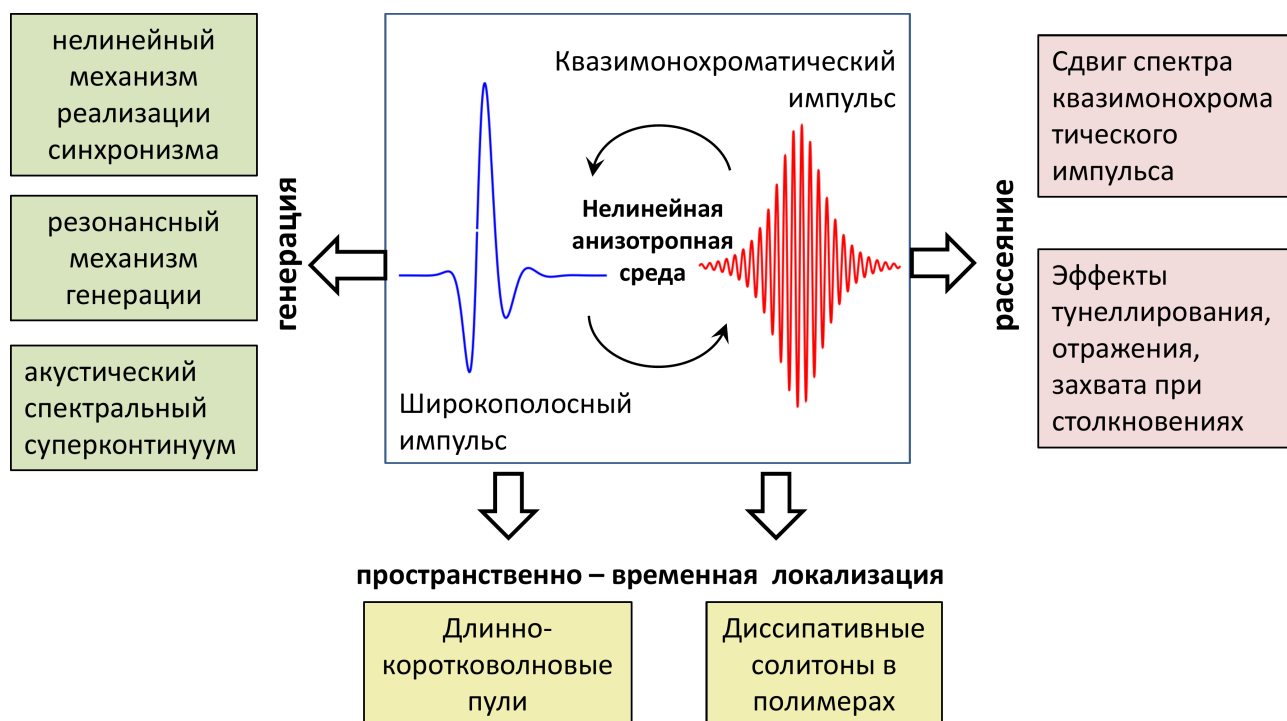 нелинейный
механизм
реализации
синхронизма
резонансный
механизм
генерации
акустический
спектральный
суперконтинуум
генерация
Квазимонохроматический
импульс
Нелинейная
анизотропная
среда
Широкополосный
импульс
рассеяние
Сдвиг спектра
квазимонохрома
тического
импульса
Эффекты
тунеллирования,
отражения,
захвата при
столкновениях
пространственно – временная локализация
Длинно-
коротковолновые
пули
Диссипативные
солитоны в
полимерах